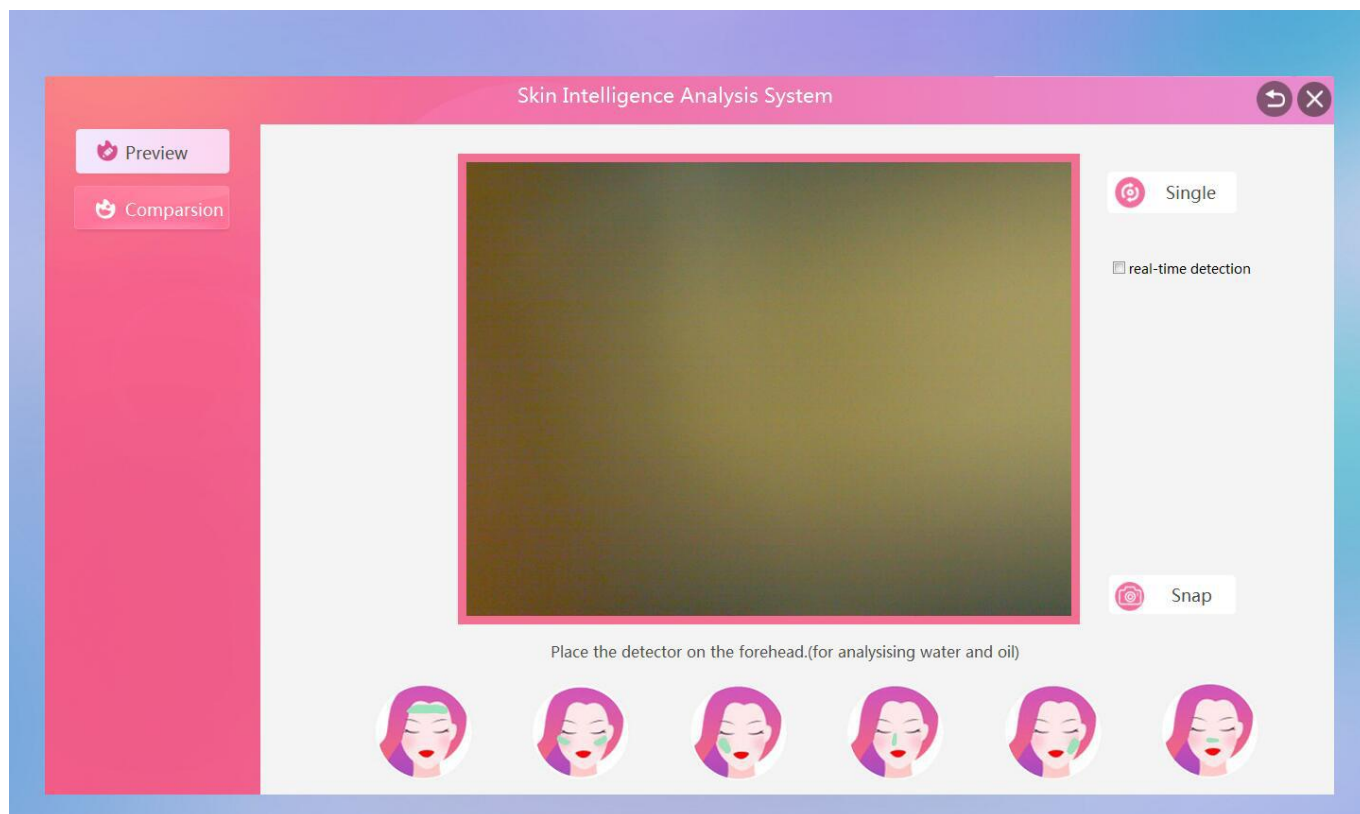 Skin Intelligence Analysis System
Preview
Comparsion
Single
real-time detection
Snap
Place the detector on the forehead.(for analysising water and oil)